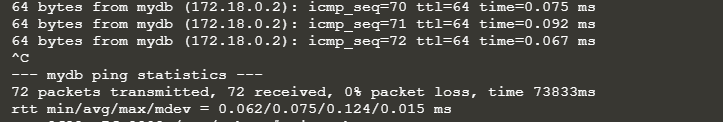 64 bytes from mydb (172.18.0.2): icmp_seq=70 ttl=64 time=0.075 ms
64 bytes from mydb (172.18.0.2): icmp_seq=71 ttl=64 time=0.092 ms
64 bytes from mydb (172.18.0.2): icmp_seq=72 ttl=64 time=0.067 ms
^C
--- mydb ping statistics ---
72 packets transmitted, 72 received, 0% packet loss, time 73833ms
rtt min/avg/max/mdev = 0.062/0.075/0.124/0.015 ms